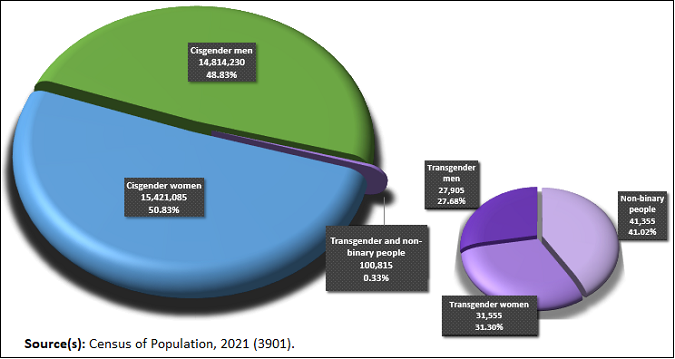 Cisgender men
14,814,230
48.83%
Cisgender women
15,421,085
50.83%
Transgender and non-
binary people
100,815
0.33%
Transgender
men
27,905
27.68%
Non-binary
people
41,355
41.02%
Transgender women
31,555
31.30%
Source(s): Census of Population, 2021 (3901).